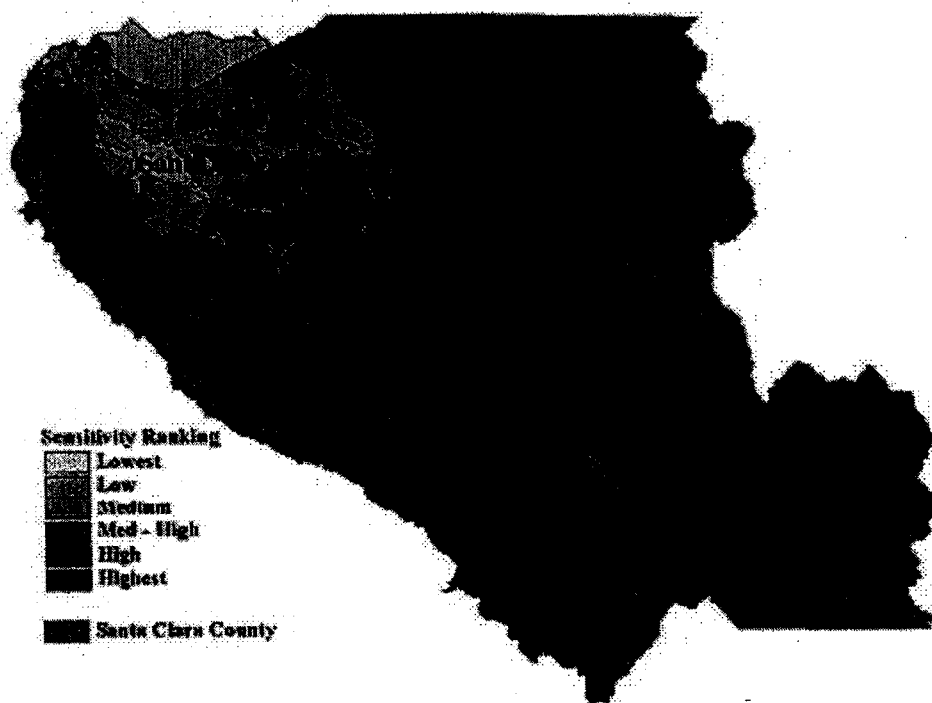 Sensitivity Ranking
Lowest
Low
Medium
Med - High
High
Highest
Santa Clara County